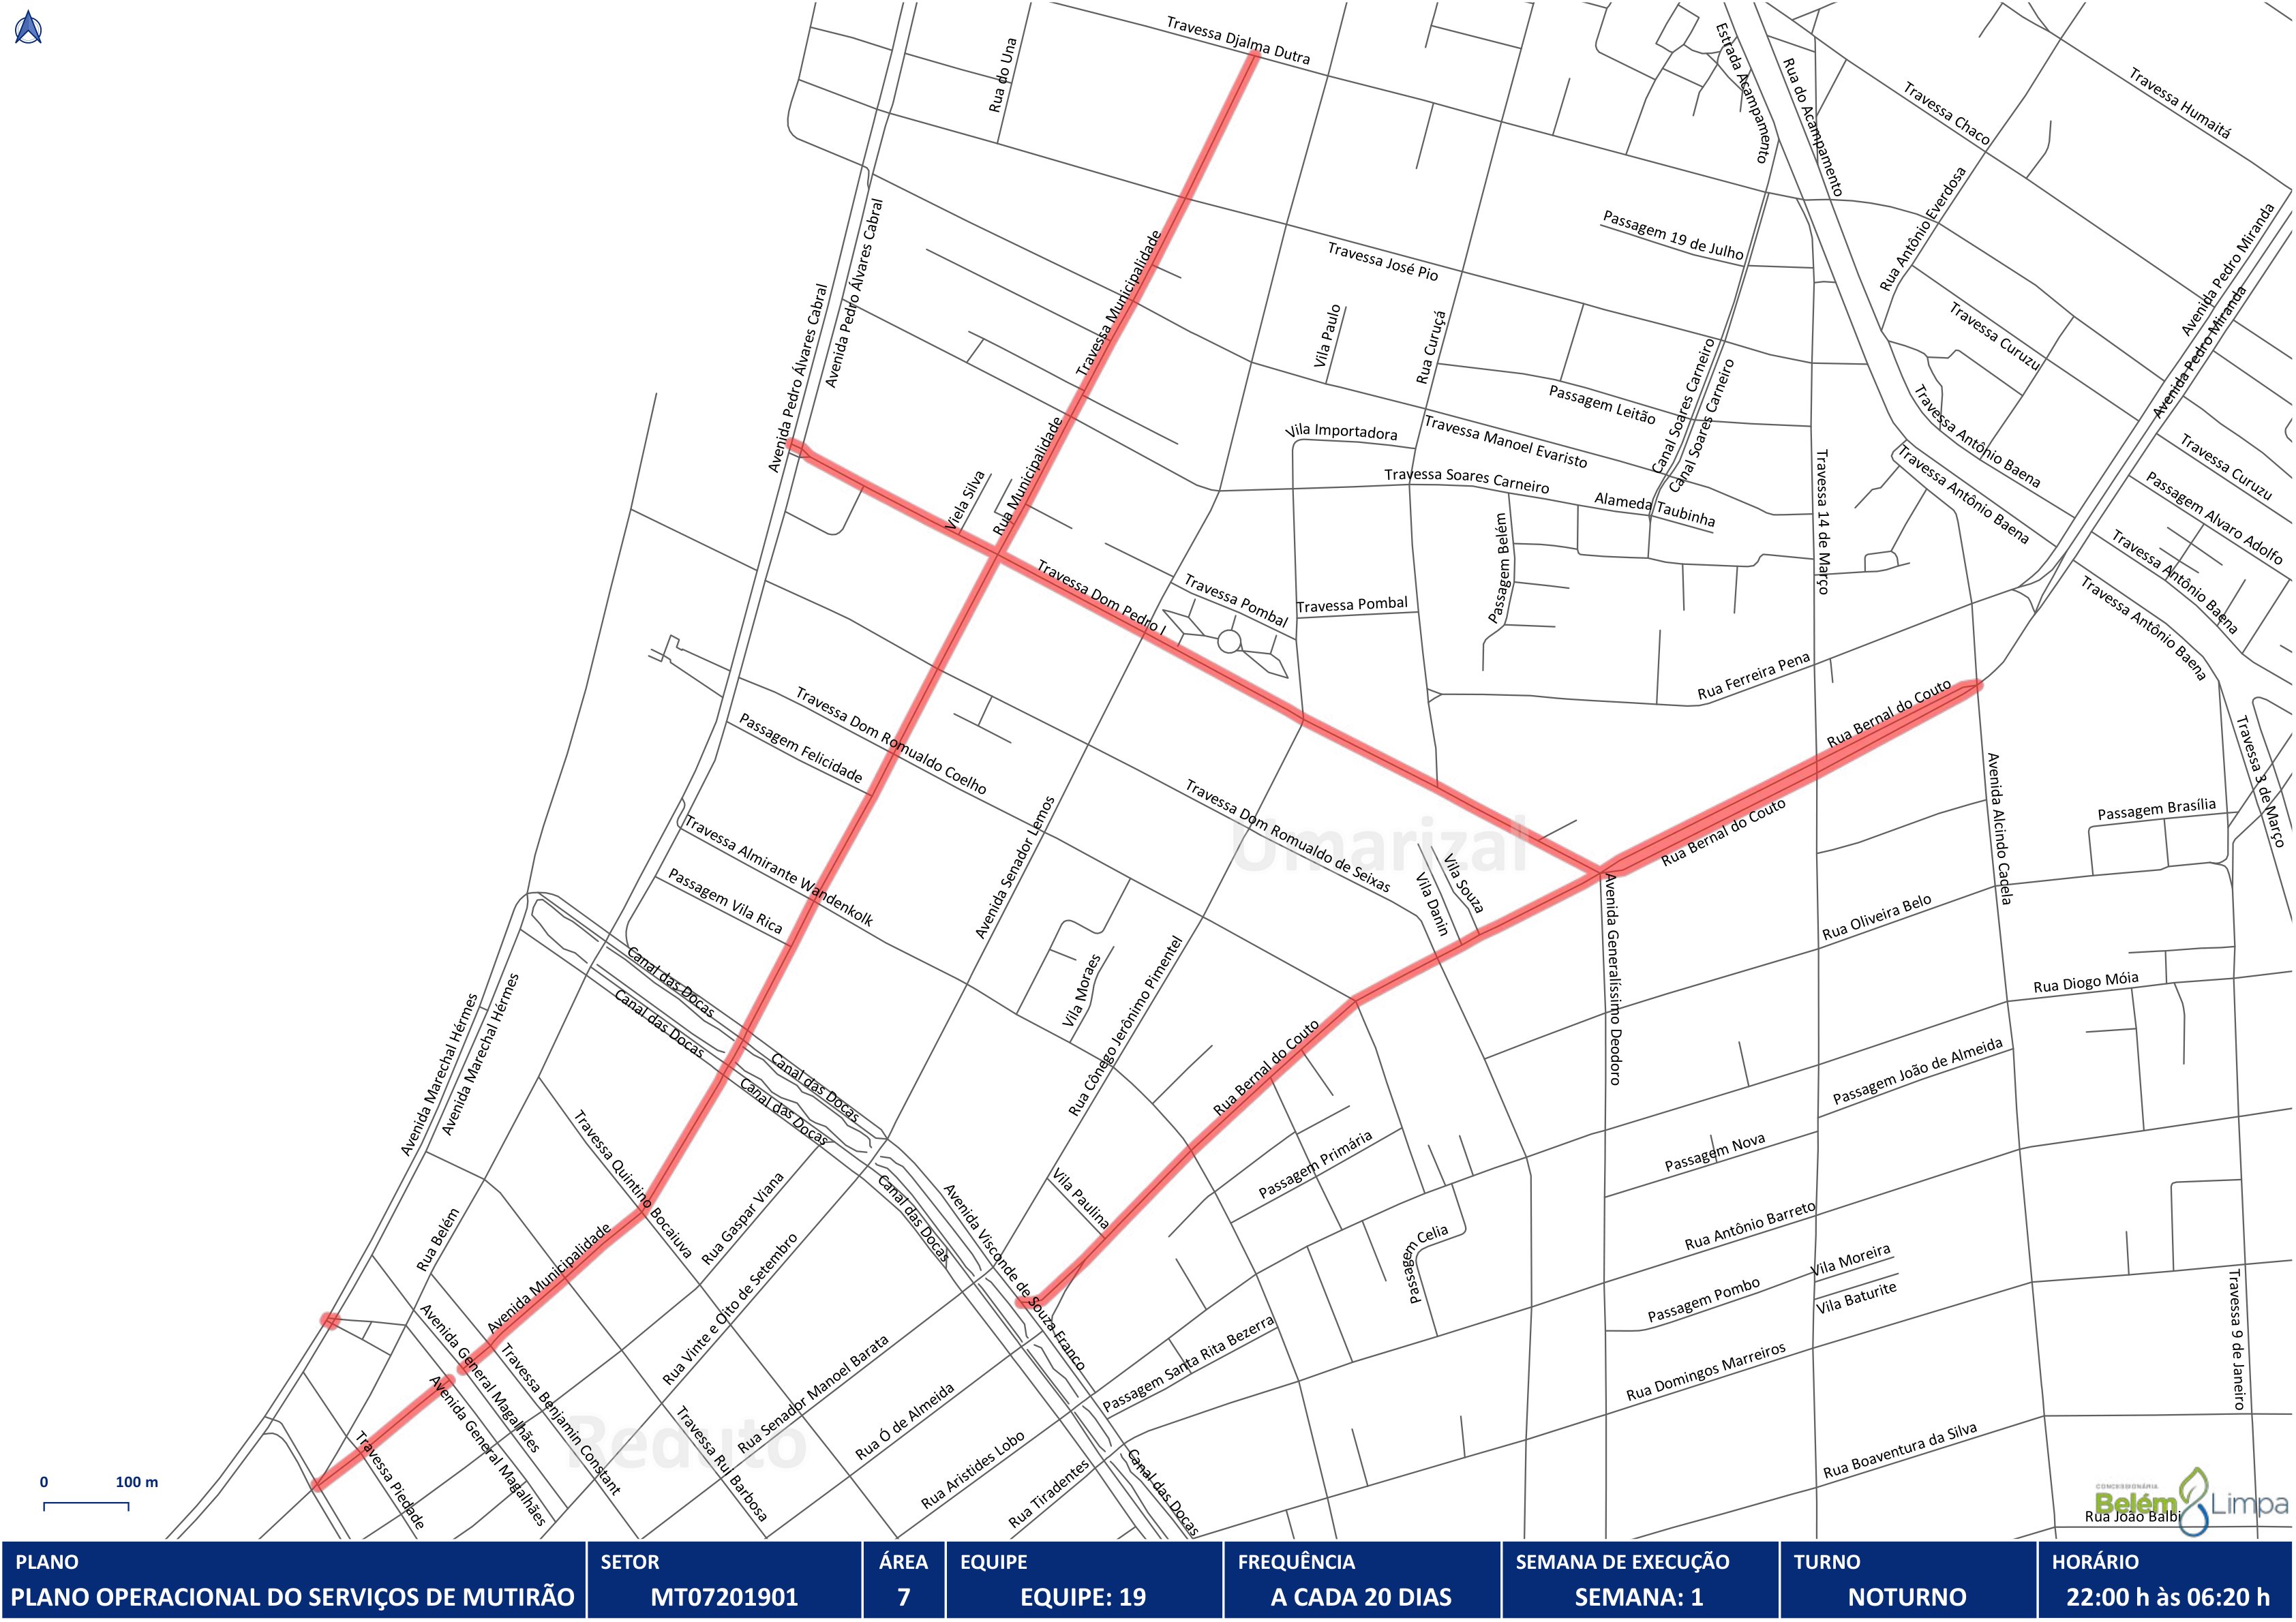 Travessa Djalma Dutra
Rua do Una
Estrada Acampamento
Rua do Acampamento
Travessa Chaco
Travessa Humaitá
Avenida Pedro Álvares Cabral
Avenida Pedro Álvares Cabral
Travessa Municipalidade
Passagem 19 de Julho
Rua Antônio Everdosa
Avenida Pedro Miranda
Avenida Pedro Miranda
Travessa José Pio
Vila Paulo
Rua Curuçá
Travessa Curuzu
Passagem Leitão
Canal Soares Carneiro
Canal Soares Carneiro
Travessa Manoel Evaristo
Vila Importadora
Travessa Soares Carneiro
Alameda Taubinha
Travessa 14 de Março
Travessa Antônio Baena
Travessa Antônio Baena
Travessa Curuzu
Passagem Alvaro Adolfo
Travessa Antônio Baena
Travessa Antônio Baena
Viela Silva
Rua Municipalidade
Travessa Dom Pedro I
Travessa Pombal
Travessa Pombal
Passagem Belém
Rua Ferreira Pena
Rua Bernal do Couto
Rua Bernal do Couto
Travessa 3 de Março
Travessa Dom Romualdo Coelho
Passagem Felicidade
Travessa Dom Romualdo de Seixas
Umarizal
Avenida Alcindo Cacela
Passagem Brasília
Avenida Senador Lemos
Travessa Almirante Wandenkolk
Passagem Vila Rica
Vila Danin
Vila Souza
Avenida Generalíssimo Deodoro
Rua Oliveira Belo
Rua Diogo Móia
Canal das Docas
Canal das Docas
Canal das Docas
Canal das Docas
Canal das Docas
Canal das Docas
Avenida Marechal Hérmes
Avenida Marechal Hérmes
Vila Moraes
Rua Cônego Jerônimo Pimentel
Rua Bernal do Couto
Passagem João de Almeida
Passagem Nova
Passagem Primária
Vila Paulina
Travessa Quintino Bocaiuva
Rua Gaspar Viana
Avenida Visconde de Souza Franco
Passagem Celia
Rua Antônio Barreto
Vila Moreira
Passagem Pombo
Vila Baturite
Rua Belém
Avenida Municipalidade
Rua Vinte e Oito de Setembro
Avenida General Magalhães
Avenida General Magalhães
Travessa Benjamin Constant
Rua Senador Manoel Barata
Passagem Santa Rita Bezerra
Rua Domingos Marreiros
Travessa 9 de Janeiro
Travessa Piedade
Reduto
Travessa Rui Barbosa
Rua Ó de Almeida
Rua Aristides Lobo
Rua Tiradentes
Rua Boaventura da Silva
Rua João Balbi
0 100 m
CONCESSIONÁRIA
Belém Limpa
PLANO
PLANO OPERACIONAL DO SERVIÇOS DE MUTIRÃO
SETOR
MT07201901
ÁREA
7
EQUIPE
EQUIPE: 19
FREQUÊNCIA
A CADA 20 DIAS
SEMANA DE EXECUÇÃO
SEMANA: 1
TURNO
NOTURNO
HORÁRIO
22:00 h às 06:20 h